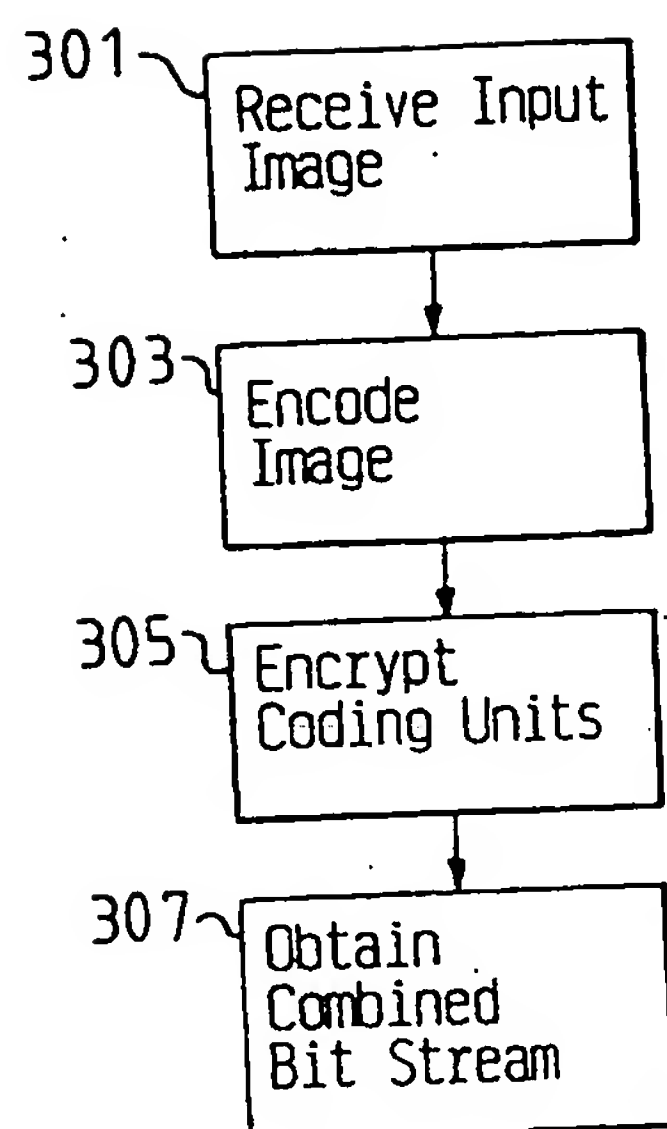 301
Receive Input
Image
303
Encode
Image
305
Encrypt
Coding Units
307
Obtain
Combined
Bit Stream